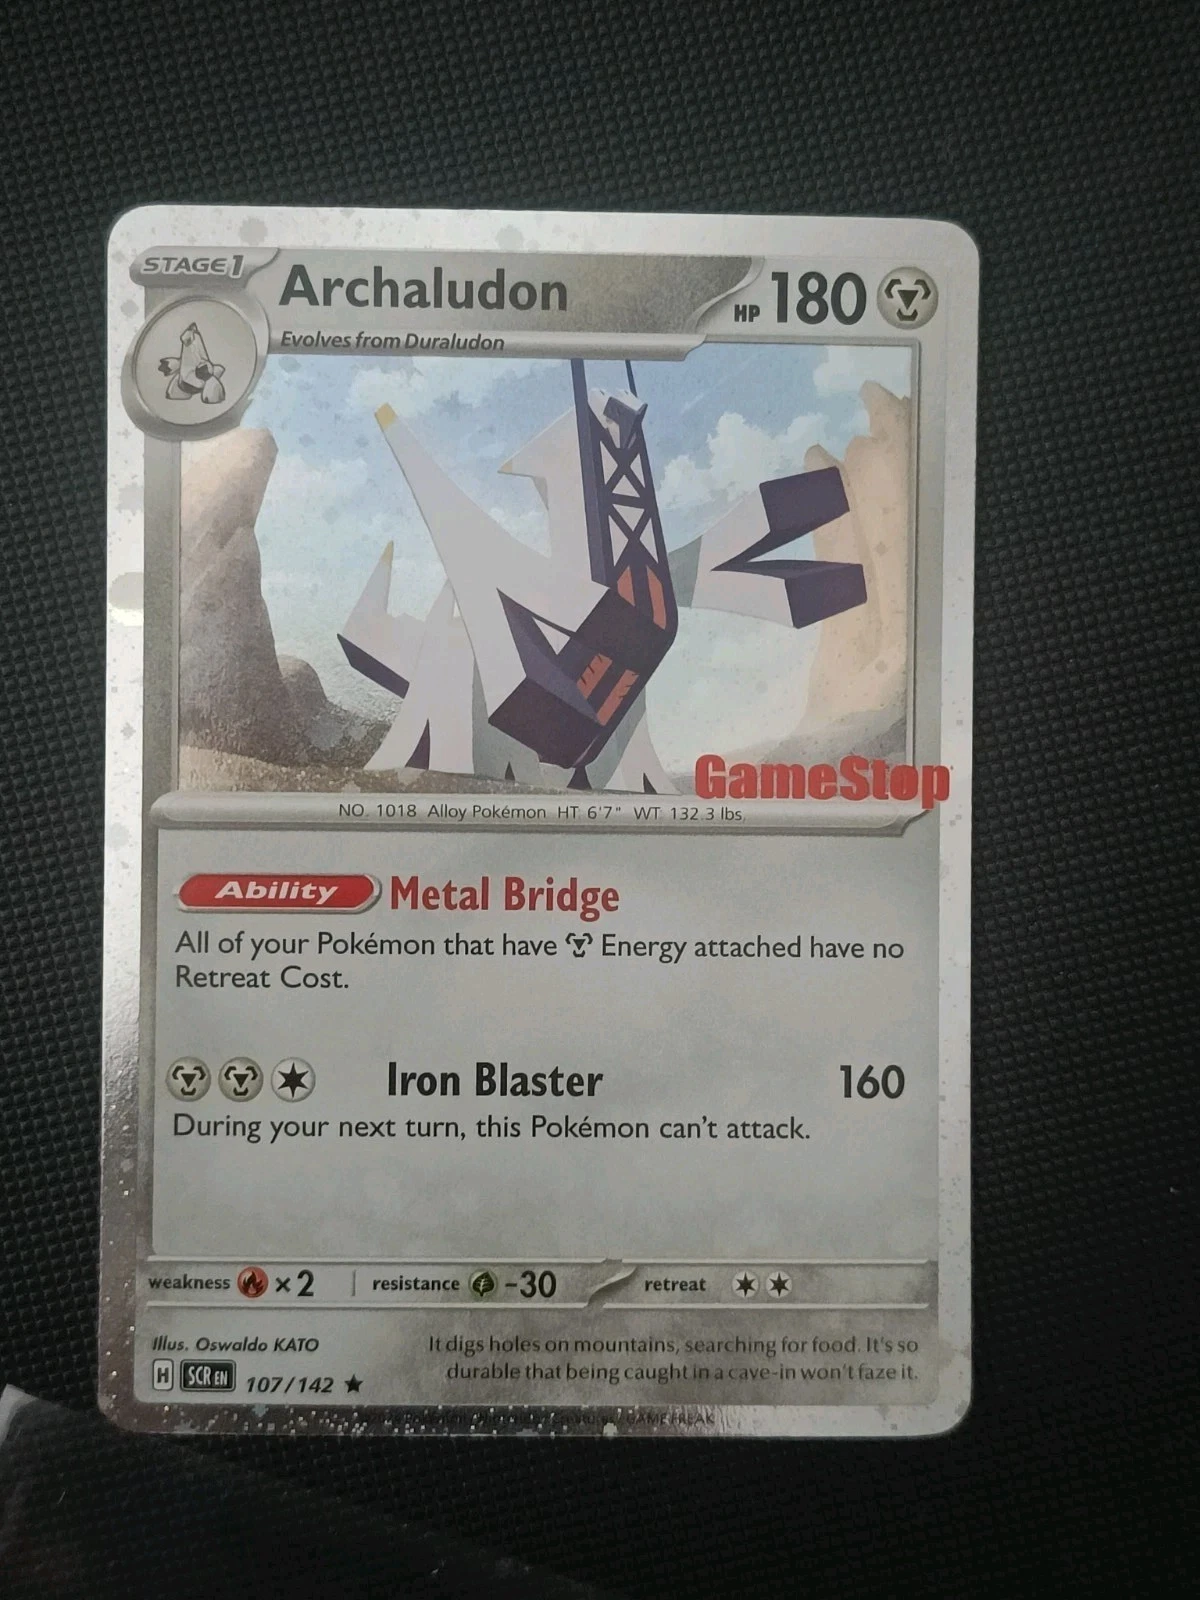 STAGE 1
Archaludon
HP 180
Evolves from Duraludon
GameStop
NO. 1018 Alloy Pokémon HT: 6'7" WT: 132.3 lbs.
Ability Metal Bridge
All of your Pokémon that have Energy attached have no
Retreat Cost.
Iron Blaster 160
During your next turn, this Pokémon can't attack.
weakness ×2 resistance -30 retreat
Illus. Oswaldo KATO
It digs holes on mountains, searching for food. It's so
durable that being caught in a cave-in won't faze it.
H SCR EN 107/142 ★
GAME FREAK